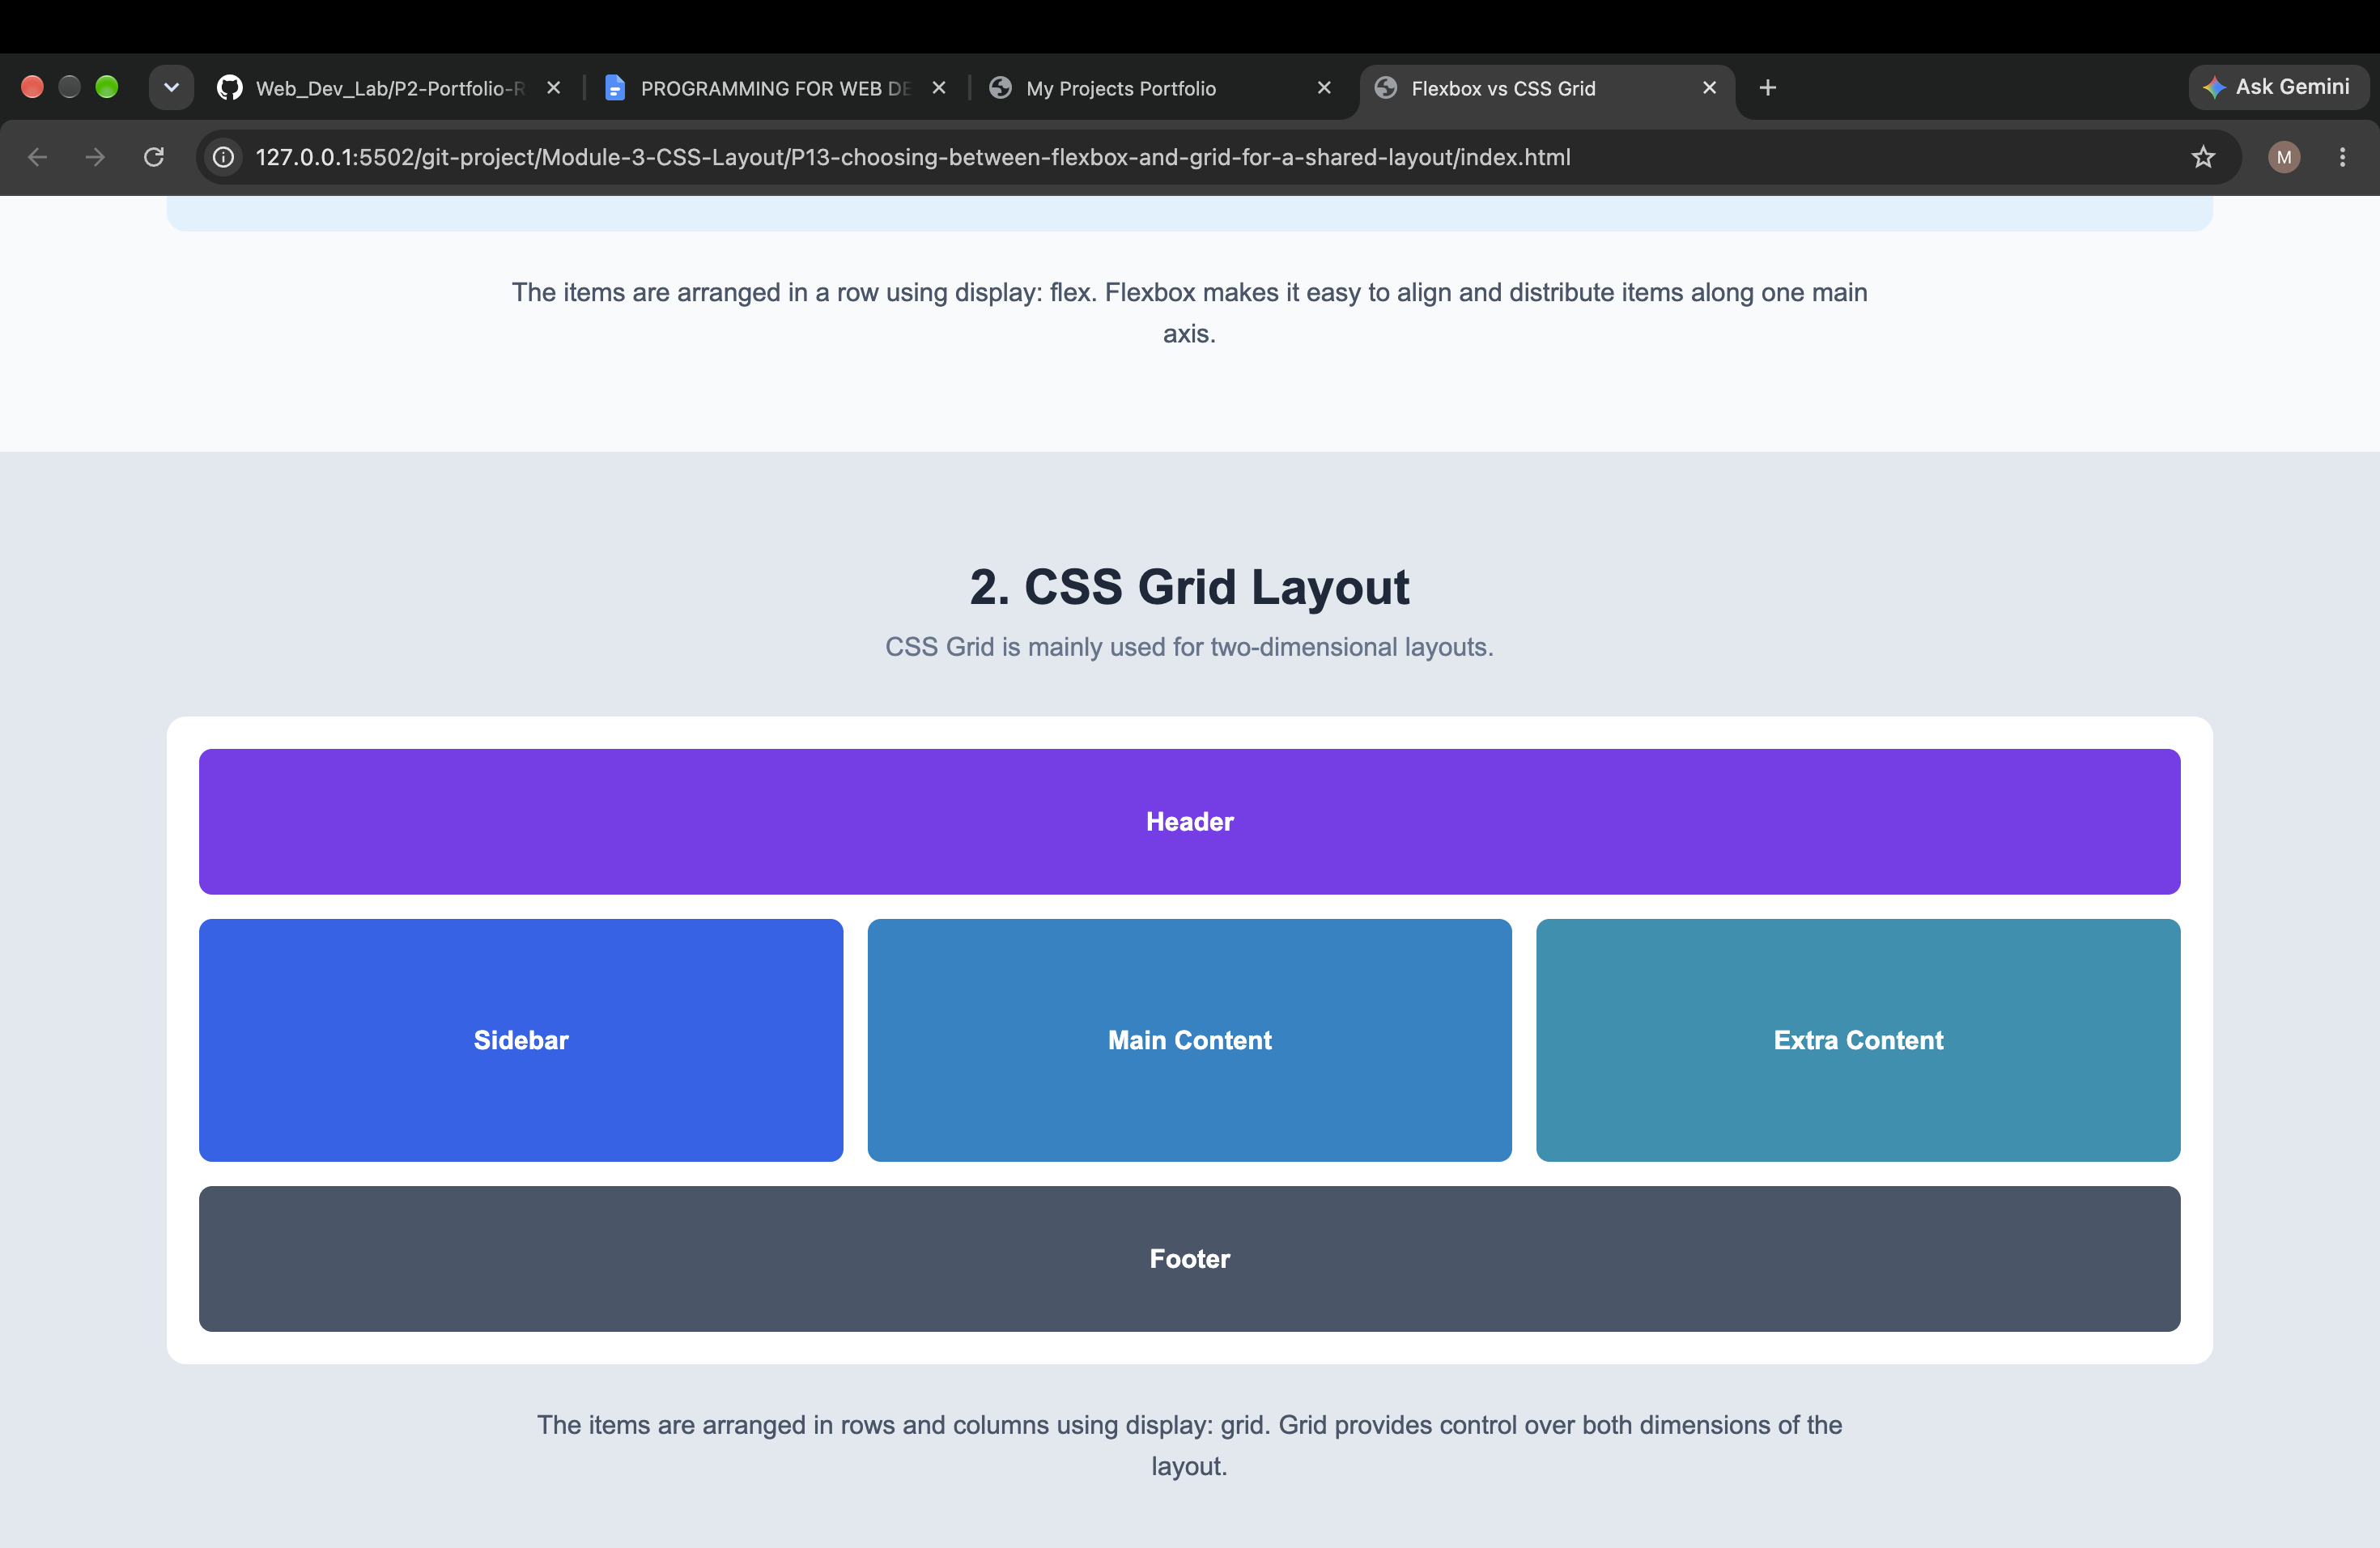 Web_Dev_Lab/P2-Portfolio-R
PROGRAMMING FOR WEB DE
My Projects Portfolio
Flexbox vs CSS Grid
Ask Gemini
127.0.0.1:5502/git-project/Module-3-CSS-Layout/P13-choosing-between-flexbox-and-grid-for-a-shared-layout/index.html
M
The items are arranged in a row using display: flex. Flexbox makes it easy to align and distribute items along one main
axis.
2. CSS Grid Layout
CSS Grid is mainly used for two-dimensional layouts.
Header
Sidebar
Main Content
Extra Content
Footer
The items are arranged in rows and columns using display: grid. Grid provides control over both dimensions of the
layout.